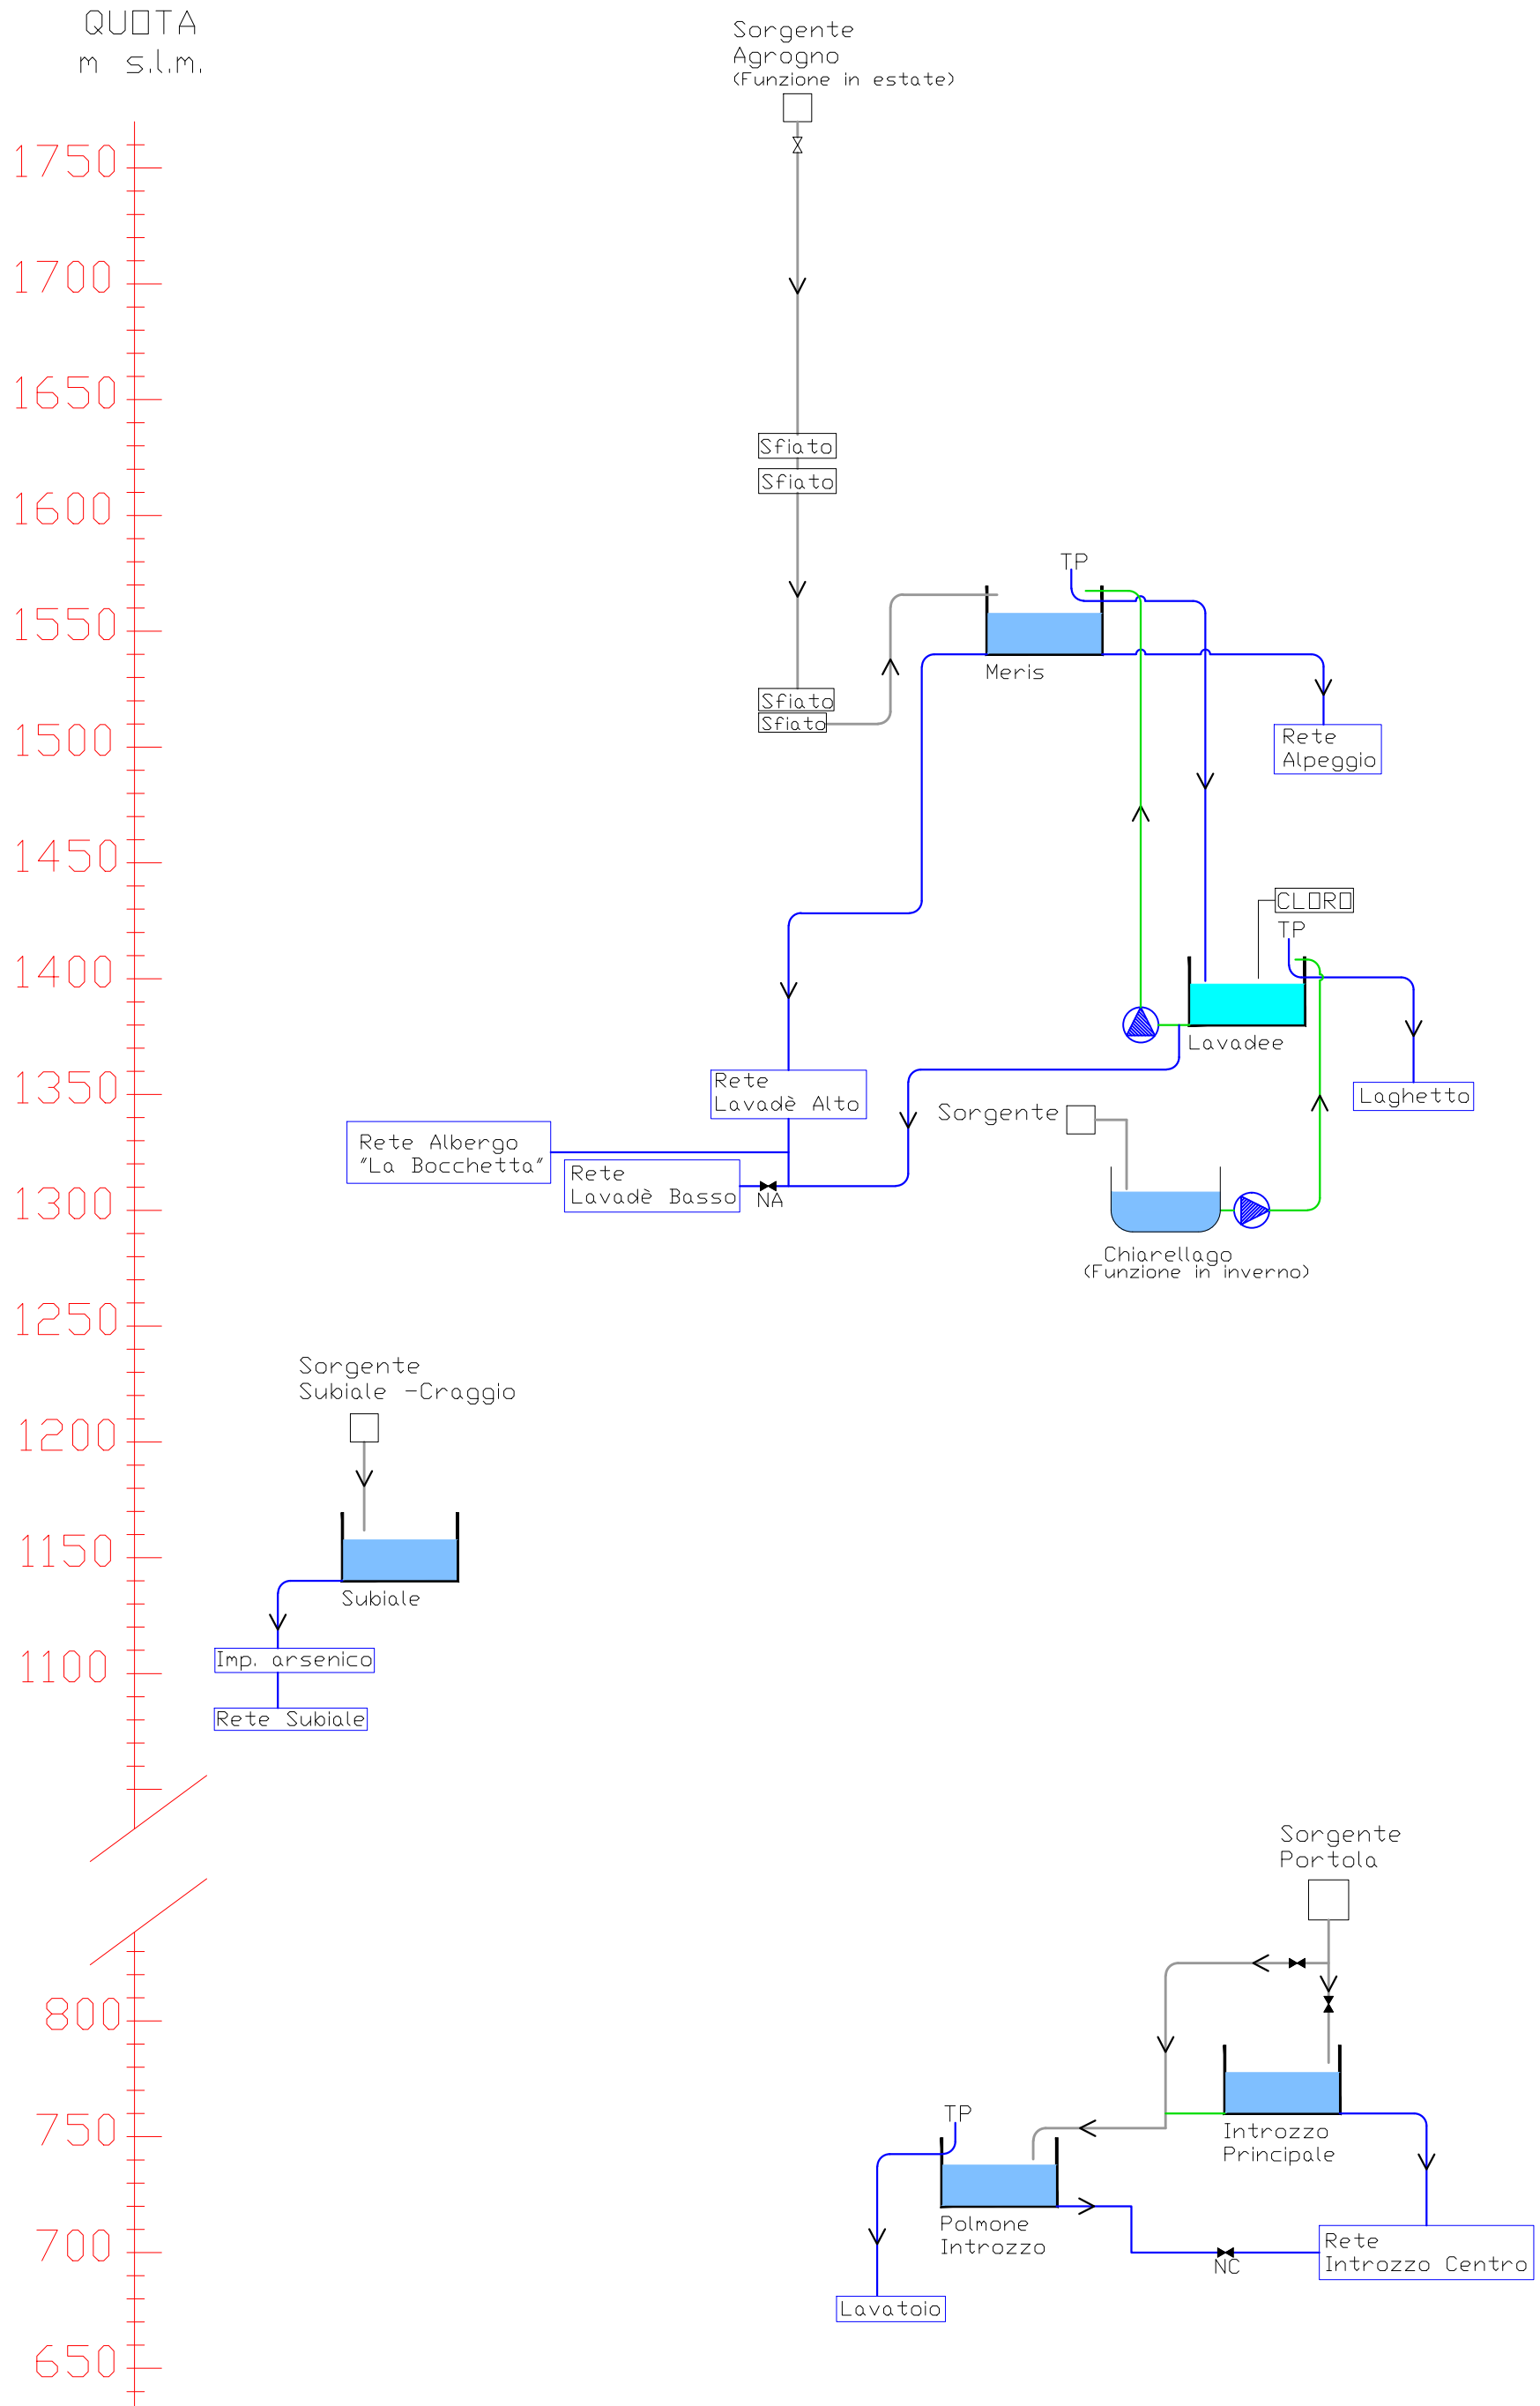 QUOTA
m s.l.m.
Sorgente
Agrogno
(Funzione in estate)
1750
1700
1650
Sfiato
Sfiato
1600
TP
1550
Meris
Sfiato
Sfiato
1500
Rete
Alpeggio
1450
CLORO
TP
1400
Lavadee
1350
Rete
Lavadè Alto
Laghetto
Sorgente
Rete Albergo
"La Bocchetta"
Rete
Lavadè Basso
NA
1300
Chiarellago
(Funzione in inverno)
1250
Sorgente
Subiale -Craggio
1200
1150
Subiale
1100
Imp. arsenico
Rete Subiale
Sorgente
Portola
800
750
TP
Introzzo
Principale
Polmone
Introzzo
700
NC
Rete
Introzzo Centro
Lavatoio
650